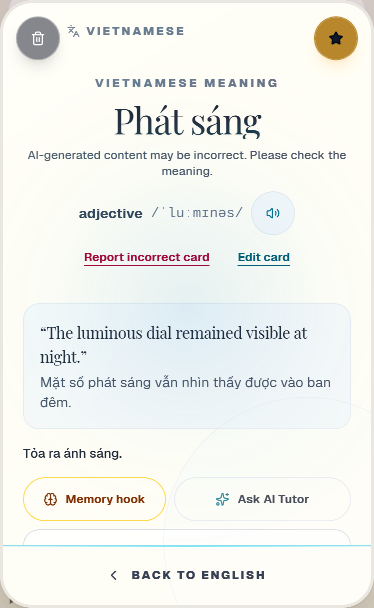 VIETNAMESE
VIETNAMESE MEANING
Phát sáng
AI-generated content may be incorrect. Please check the
meaning.
adjective /ˈluːmɪnəs/
Report incorrect card Edit card
“The luminous dial remained visible at
night.”
Mặt số phát sáng vẫn nhìn thấy được vào ban
đêm.
Tỏa ra ánh sáng.
Memory hook Ask AI Tutor
BACK TO ENGLISH